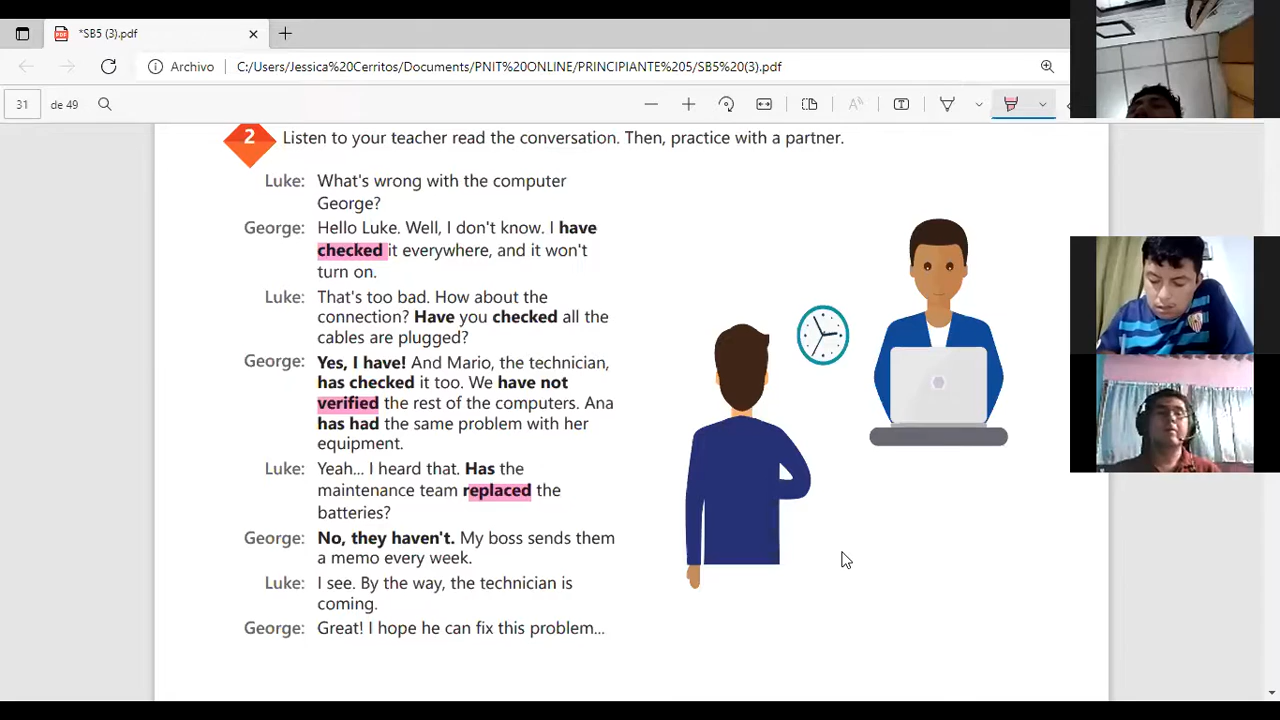 *SB5 (3).pdf
Archivo
C:/Users/Jessica%20Cerritos/Documents/PNIT%20ONLINE/PRINCIPIANTE%205/SB5%20(3).pdf
31 de 49
2 Listen to your teacher read the conversation. Then, practice with a partner.
Luke: What's wrong with the computer
George?
George: Hello Luke. Well, I don't know. I have
checked it everywhere, and it won't
turn on.
Luke: That's too bad. How about the
connection? Have you checked all the
cables are plugged?
George: Yes, I have! And Mario, the technician,
has checked it too. We have not
verified the rest of the computers. Ana
has had the same problem with her
equipment.
Luke: Yeah... I heard that. Has the
maintenance team replaced the
batteries?
George: No, they haven't. My boss sends them
a memo every week.
Luke: I see. By the way, the technician is
coming.
George: Great! I hope he can fix this problem...